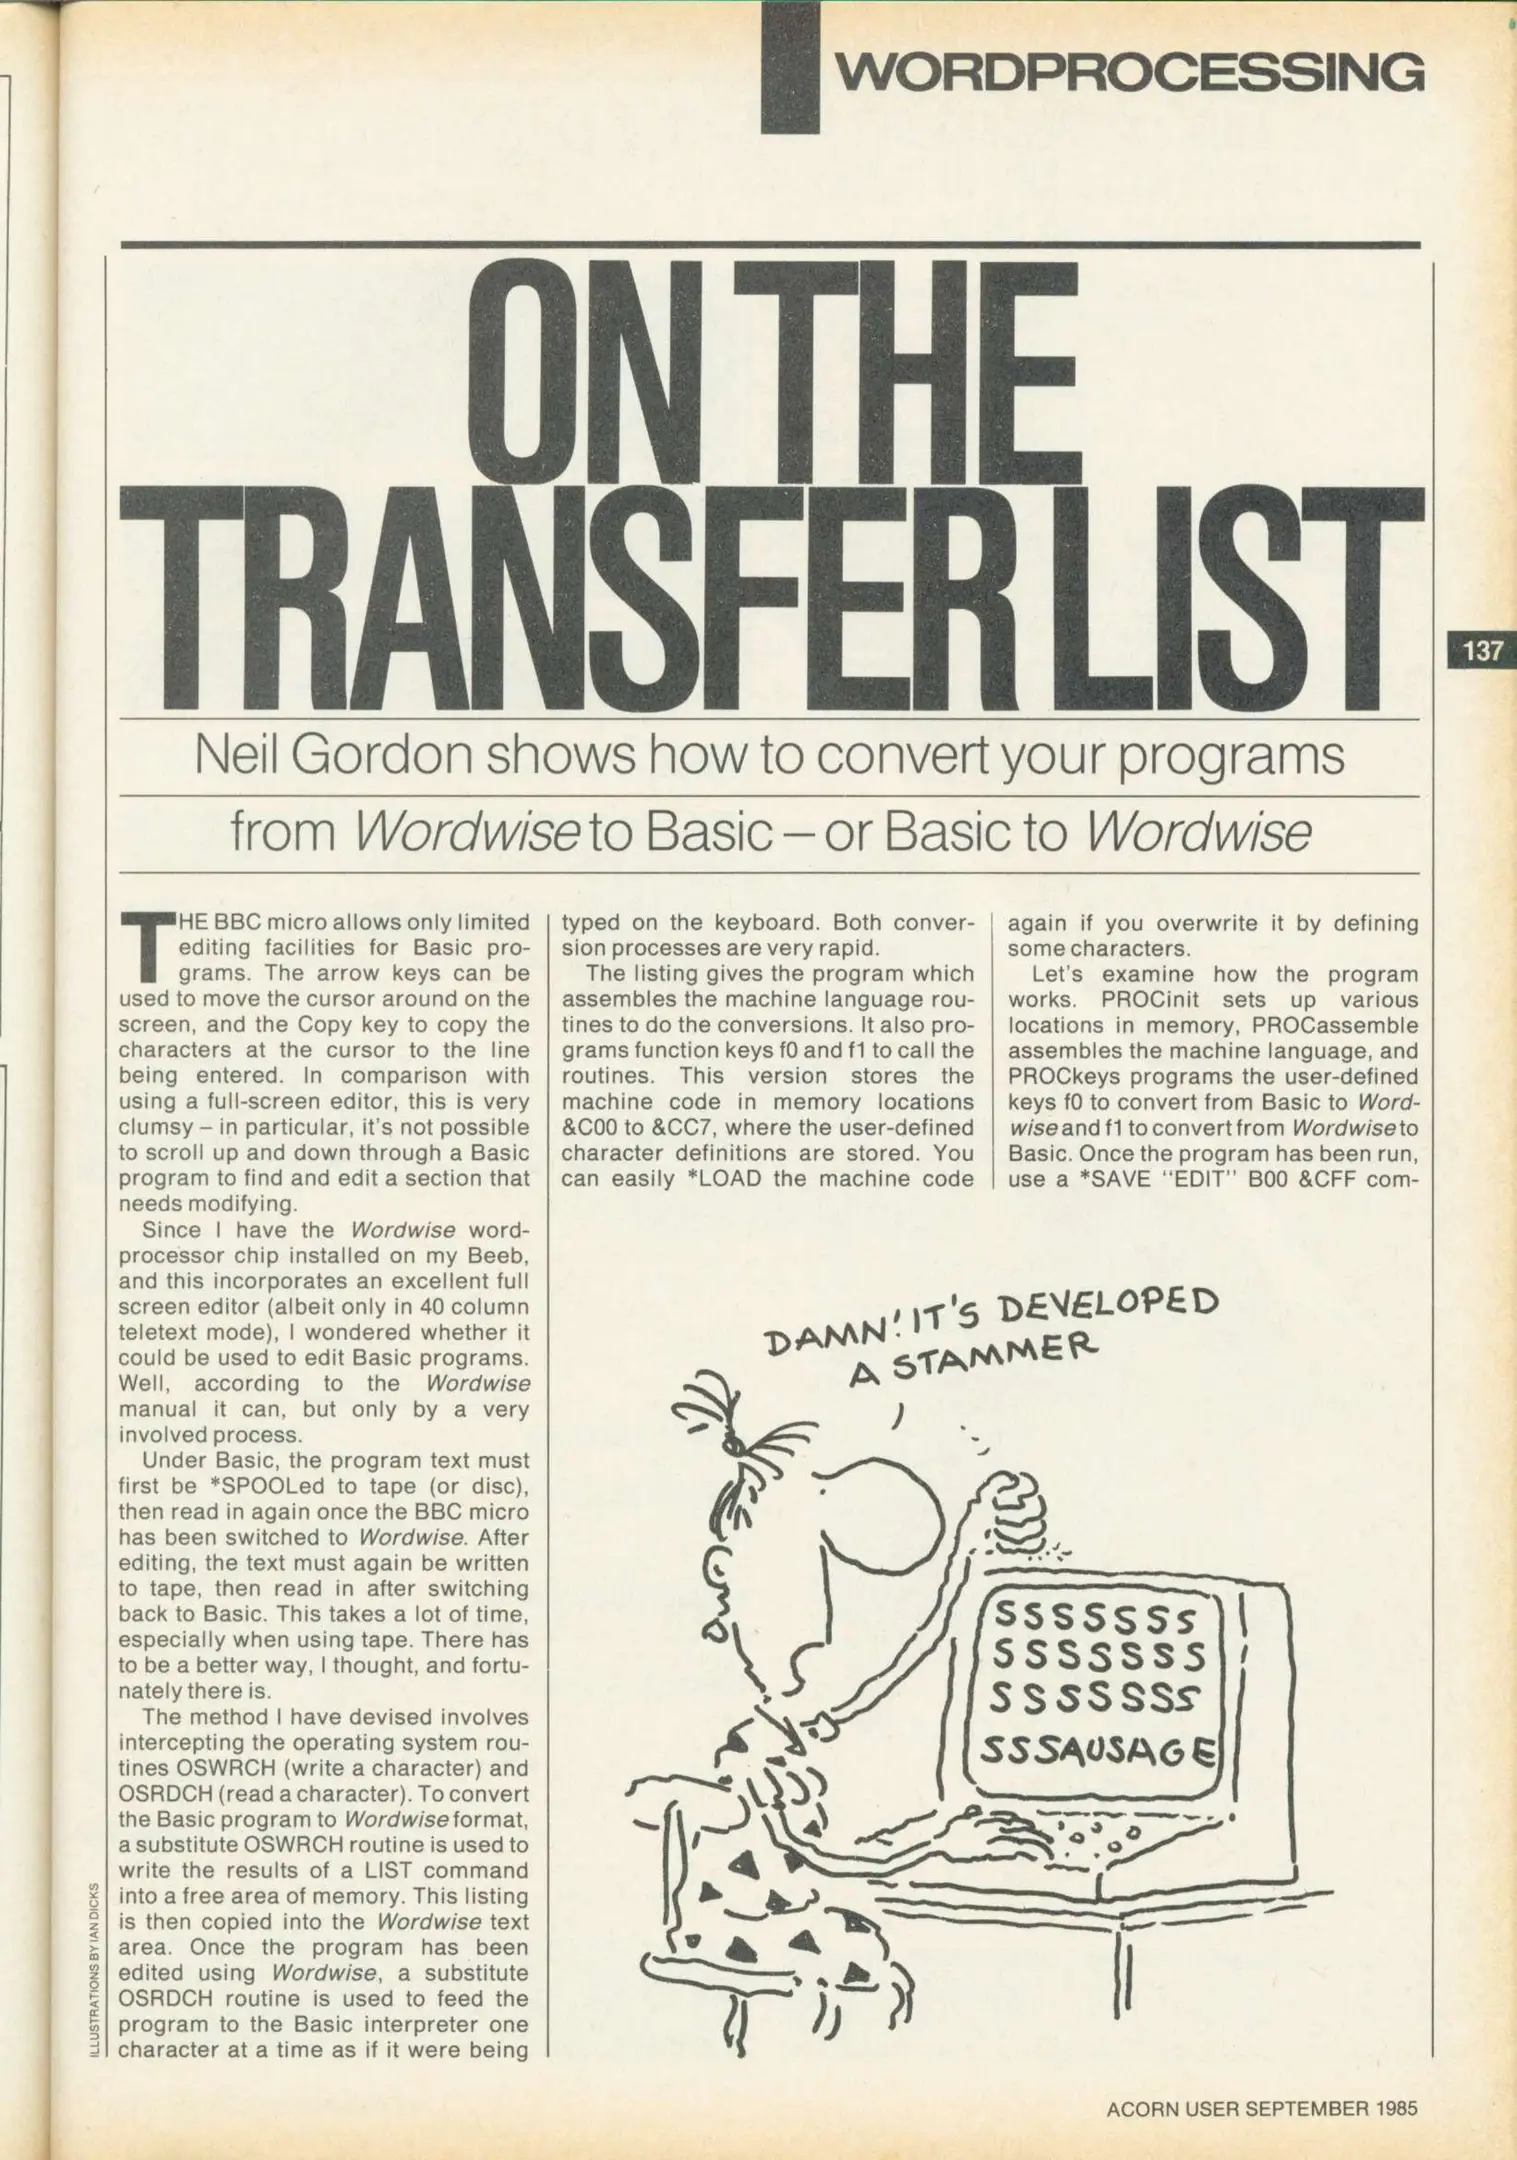 WORDPROCESSING
ON THE
TRANSFER LIST
137
Neil Gordon shows how to convert your programs
from Wordwise to Basic – or Basic to Wordwise
THE BBC micro allows only limited
editing facilities for Basic pro-
grams. The arrow keys can be
used to move the cursor around on the
screen, and the Copy key to copy the
characters at the cursor to the line
being entered. In comparison with
using a full-screen editor, this is very
clumsy – in particular, it's not possible
to scroll up and down through a Basic
program to find and edit a section that
needs modifying.
Since I have the Wordwise word-
processor chip installed on my Beeb,
and this incorporates an excellent full
screen editor (albeit only in 40 column
teletext mode), I wondered whether it
could be used to edit Basic programs.
Well, according to the Wordwise
manual it can, but only by a very
involved process.
Under Basic, the program text must
first be *SPOOLed to tape (or disc),
then read in again once the BBC micro
has been switched to Wordwise. After
editing, the text must again be written
to tape, then read in after switching
back to Basic. This takes a lot of time,
especially when using tape. There has
to be a better way, I thought, and fortu-
nately there is.
The method I have devised involves
intercepting the operating system rou-
tines OSWRCH (write a character) and
OSRDCH (read a character). To convert
the Basic program to Wordwise format,
a substitute OSWRCH routine is used to
write the results of a LIST command
into a free area of memory. This listing
is then copied into the Wordwise text
area. Once the program has been
edited using Wordwise, a substitute
OSRDCH routine is used to feed the
program to the Basic interpreter one
character at a time as if it were being
typed on the keyboard. Both conver-
sion processes are very rapid.
The listing gives the program which
assembles the machine language rou-
tines to do the conversions. It also pro-
grams function keys f0 and f1 to call the
routines. This version stores the
machine code in memory locations
&C00 to &CC7, where the user-defined
character definitions are stored. You
can easily *LOAD the machine code
again if you overwrite it by defining
some characters.
Let's examine how the program
works. PROCinit sets up various
locations in memory, PROCassemble
assembles the machine language, and
PROCkeys programs the user-defined
keys f0 to convert from Basic to Word-
wise and f1 to convert from Wordwise to
Basic. Once the program has been run,
use a *SAVE "EDIT" B00 &CFF com-
DAMN! IT'S DEVELOPED
A STAMMER
SSSSSSS
SSSSSSS
SSSSSSS
SSSAUSAGE
ILLUSTRATIONS BY IAN DICKS
ACORN USER SEPTEMBER 1985